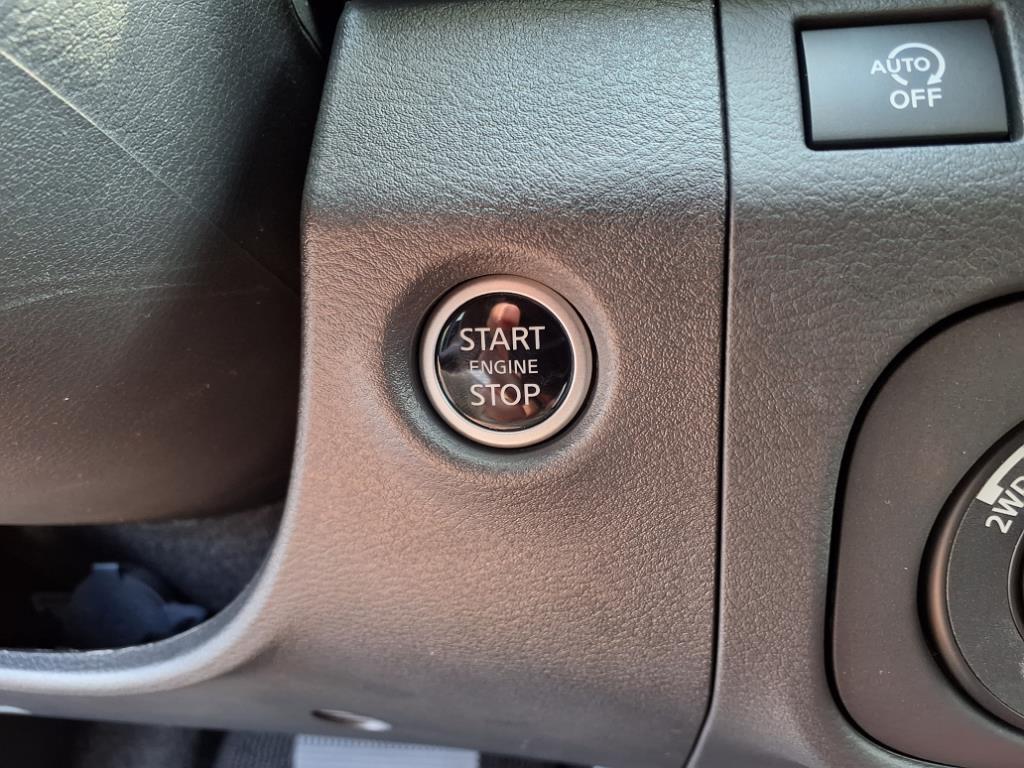 AUTO
OFF
START
ENGINE
STOP
2WD